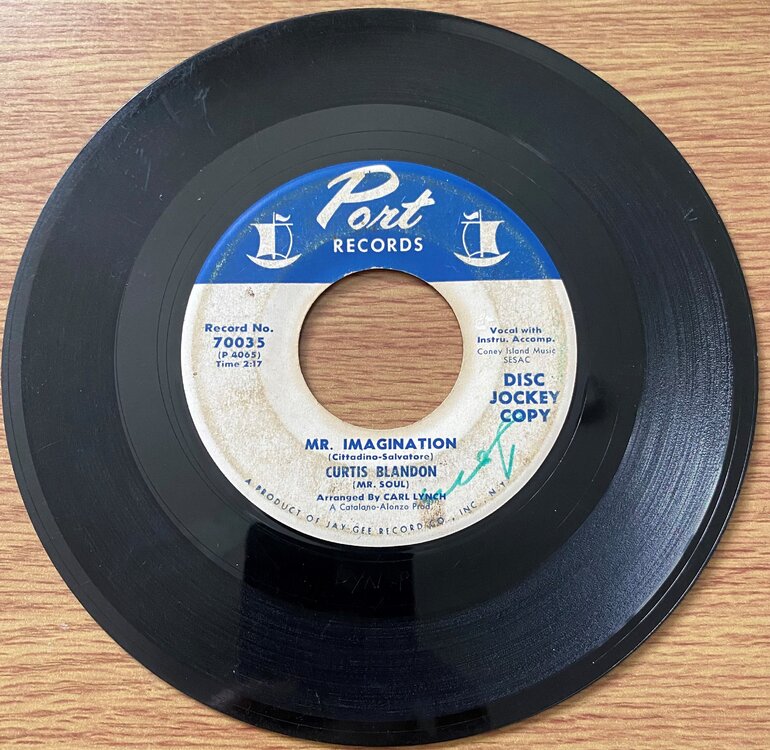 Port
RECORDS
Record No.
70035
(P 4065)
Time 2:17
Vocal with
Instru. Accomp.
Coney Island Music
SESAC
DISC
JOCKEY
COPY
MR. IMAGINATION
(Cittadino-Salvatore)
CURTIS BLANDON
(MR. SOUL)
Arranged By CARL LYNCH
A Catalano-Alonzo Prod.
A PRODUCT OF JAY-GEE RECORD CO., INC., N.Y.